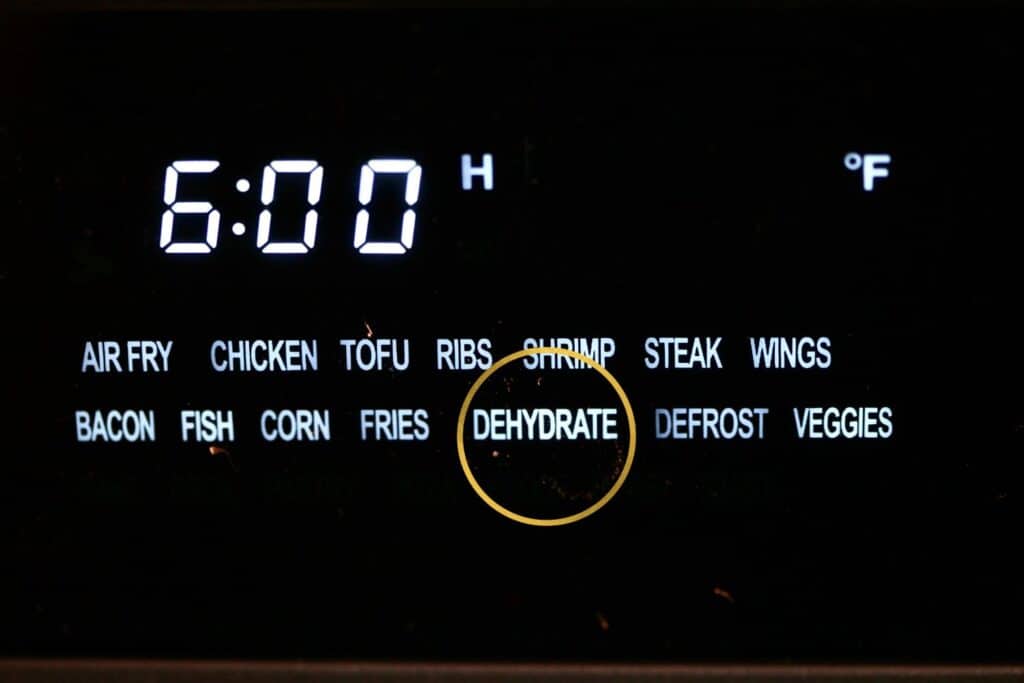 6:00 H °F
AIR FRY CHICKEN TOFU RIBS SHRIMP STEAK WINGS
BACON FISH CORN FRIES DEHYDRATE DEFROST VEGGIES